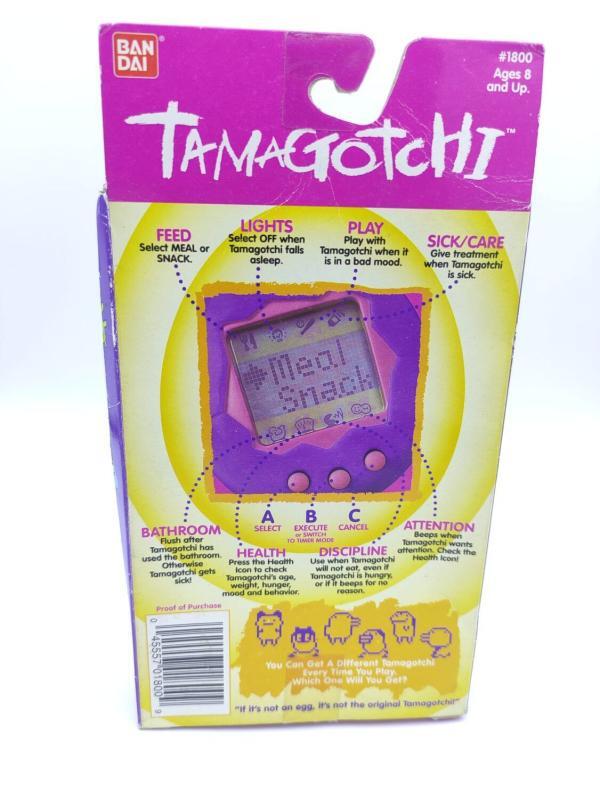 BAN
DAI
#1800
Ages 8
and Up.
TAMAGOTCHI™
FEED
Select MEAL or
SNACK.
LIGHTS
Select OFF when
Tamagotchi falls
asleep.
PLAY
Play with
Tamagotchi when it
is in a bad mood.
SICK/CARE
Give treatment
when Tamagotchi
is sick.
Meal
Snack
A
SELECT
B
EXECUTE
or SWITCH
TO TIMER MODE
C
CANCEL
BATHROOM
Flush after
Tamagotchi has
used the bathroom.
Otherwise
Tamagotchi gets
sick!
HEALTH
Press the Health
Icon to check
Tamagotchi's age,
weight, hunger,
mood and behavior.
DISCIPLINE
Use when Tamagotchi
will not eat, even if
Tamagotchi is hungry,
or if it beeps for no
reason.
ATTENTION
Beeps when
Tamagotchi wants
attention. Check the
Health Icon!
Proof of Purchase
0 45557 01800 9
You Can Get A Different Tamagotchi
Every Time You Play.
Which One Will You Get?
"If it's not an egg, it's not the original Tamagotchi!"